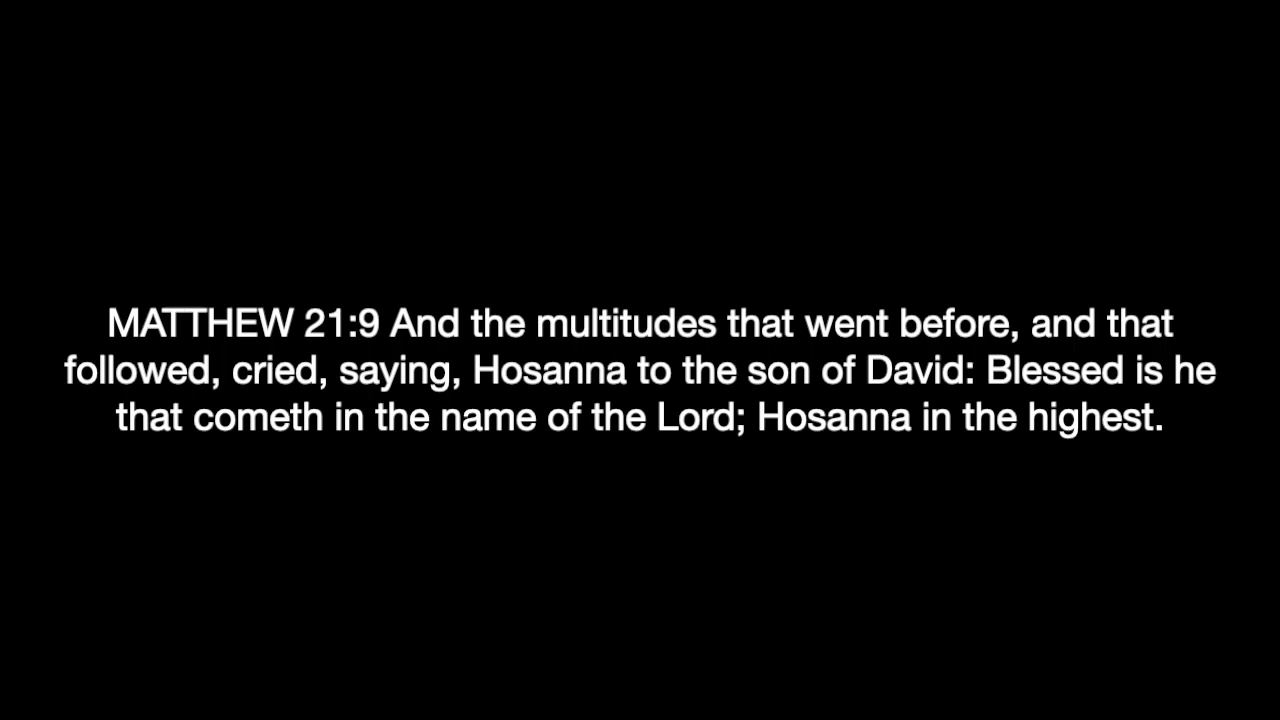 MATTHEW 21:9 And the multitudes that went before, and that
followed, cried, saying, Hosanna to the son of David: Blessed is he
that cometh in the name of the Lord; Hosanna in the highest.